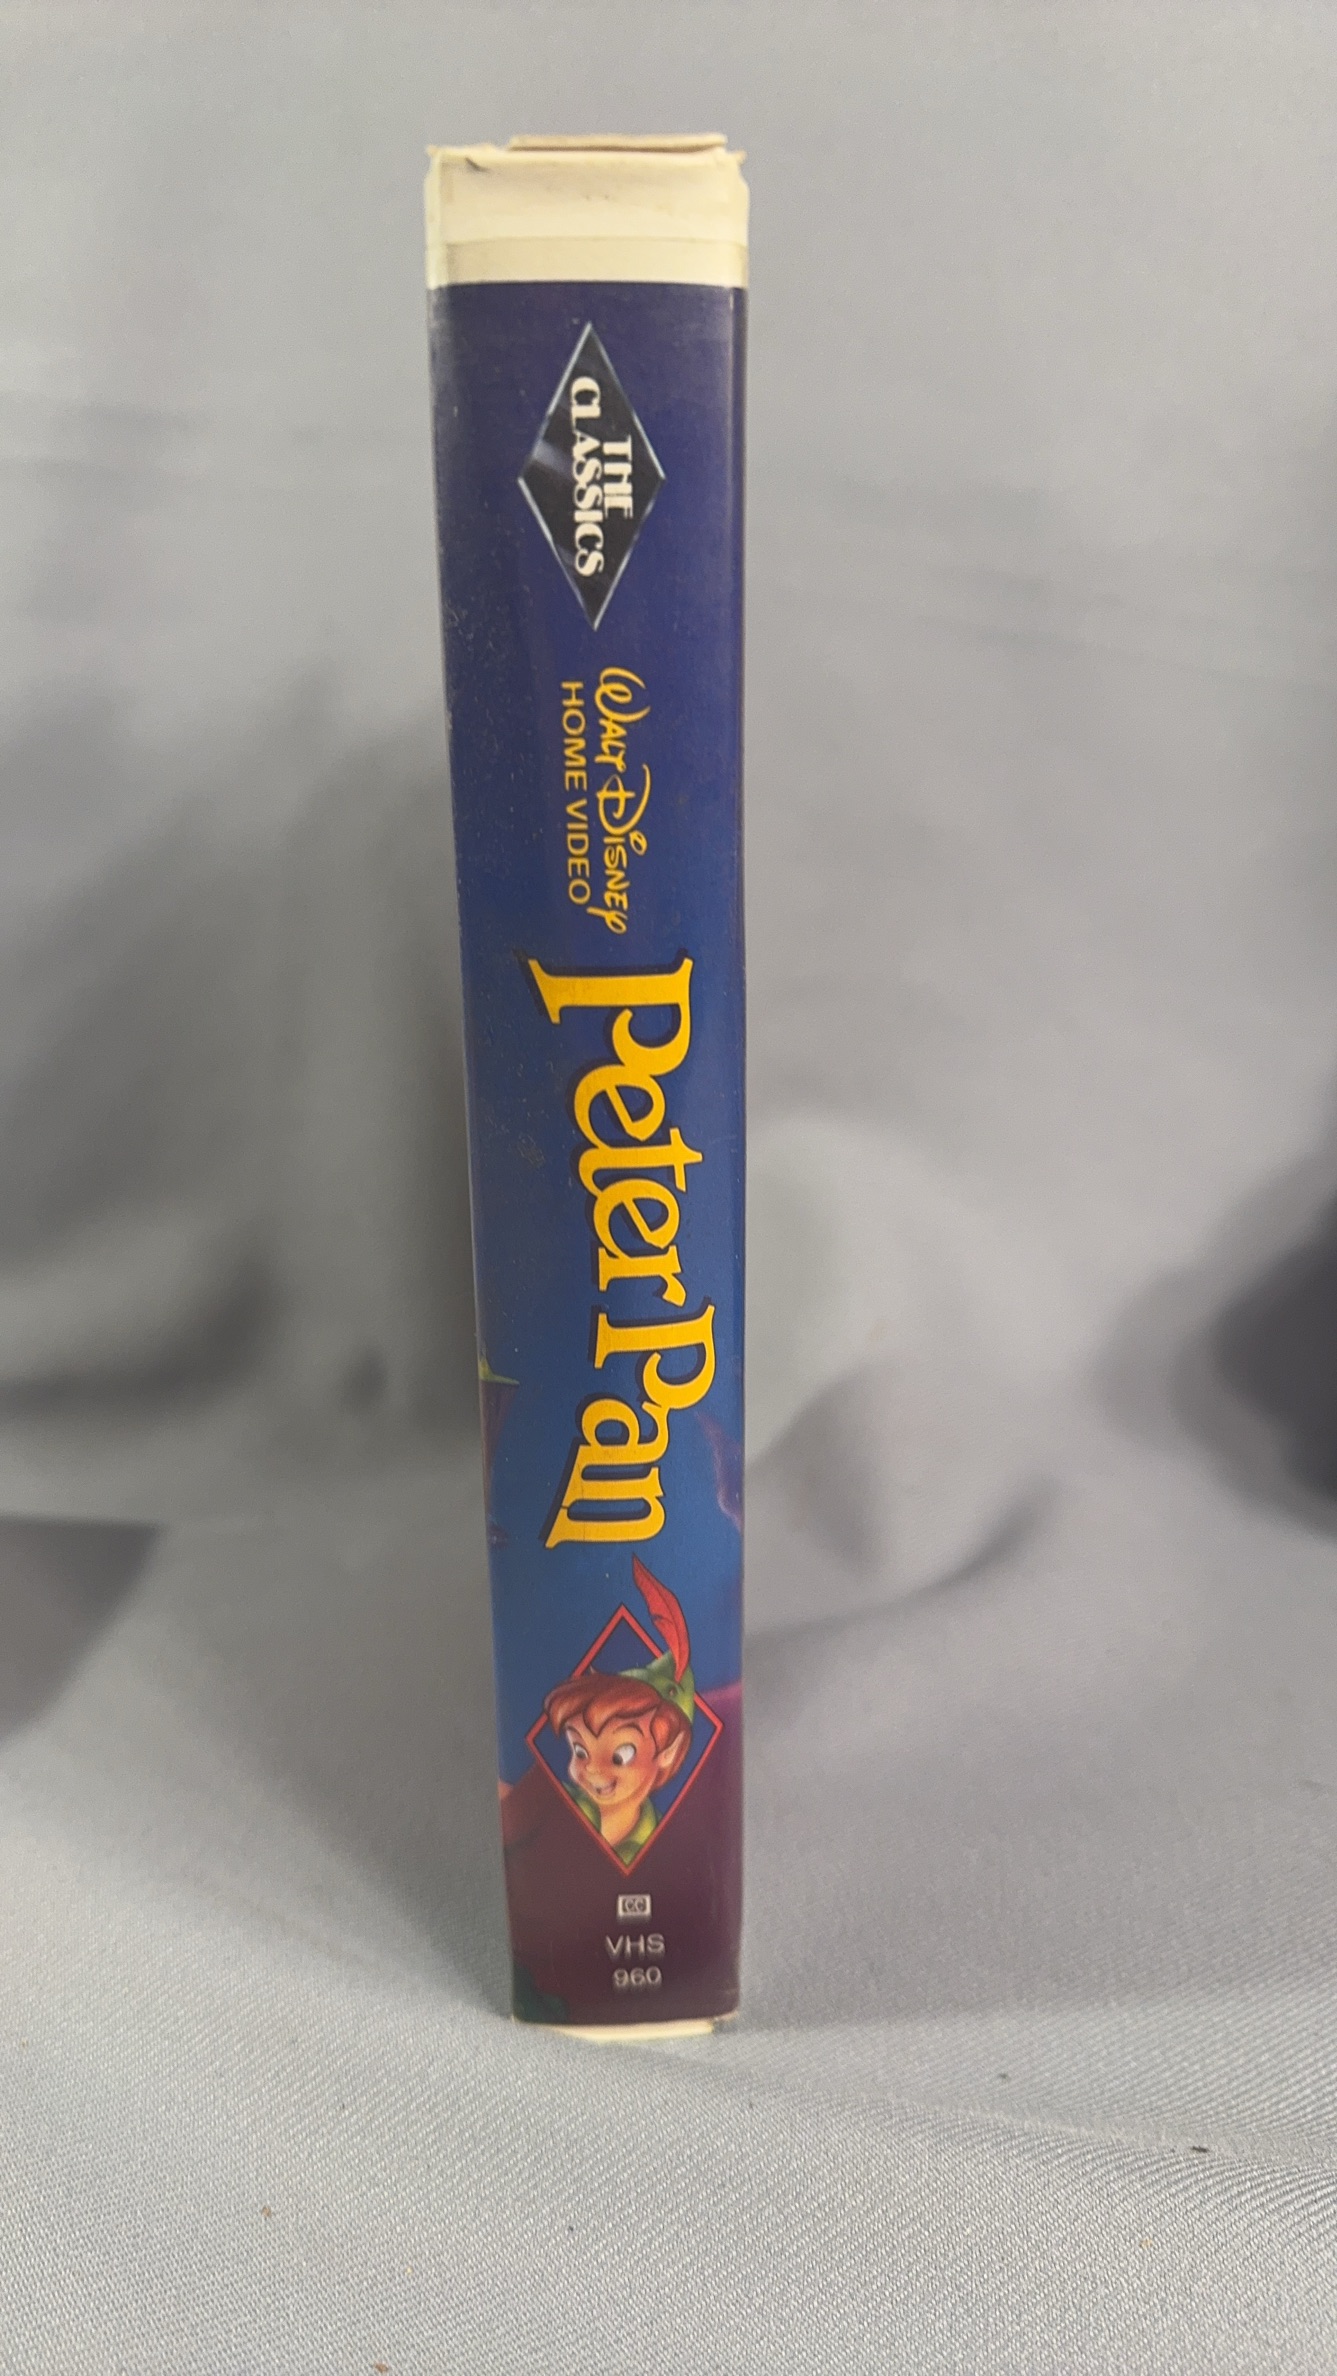 THE
CLASSICS
WALT DISNEY
HOME VIDEO
Peter Pan
CC
VHS
960